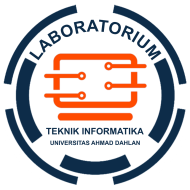 LABORATORIUM
TEKNIK INFORMATIKA
UNIVERSITAS AHMAD DAHLAN